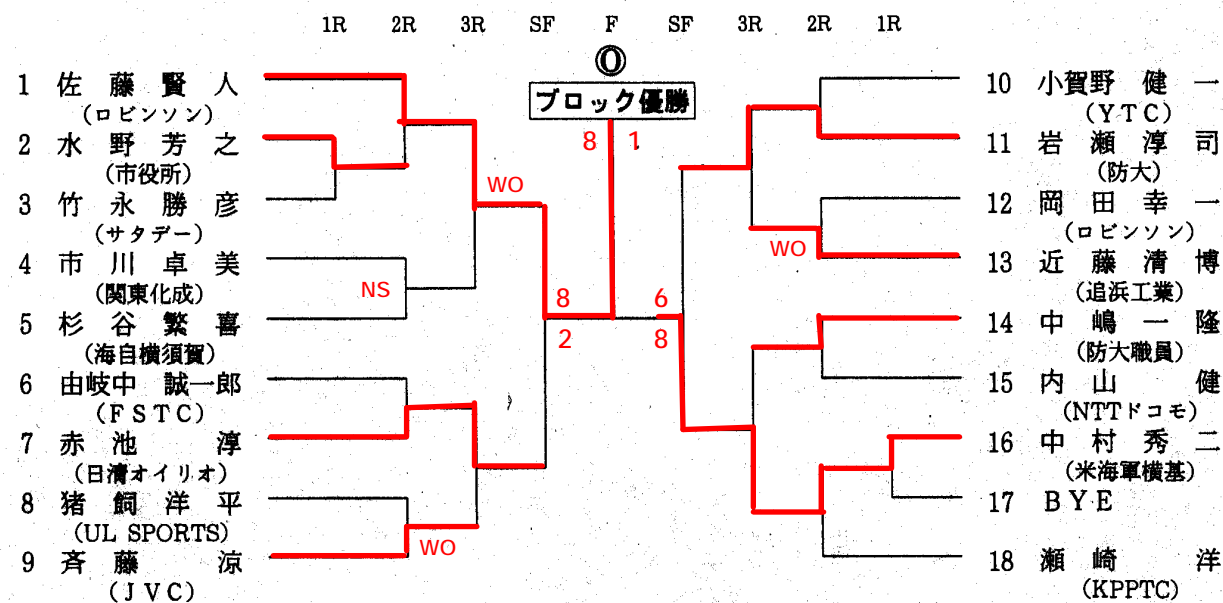 1R 2R 3R SF F SF 3R 2R 1R
◎
ブロック優勝
8 1
1 佐藤賢人
(ロビンソン)
2 水野芳之
(市役所)
3 竹永勝彦
(サタデー)
4 市川卓美
(関東化成)
5 杉谷繁喜
(海自横須賀)
6 由岐中誠一郎
(FSTC)
7 赤池淳
(日清オイリオ)
8 猪飼洋平
(UL SPORTS)
9 斉藤涼
(JVC)
WO
NS
8
2
WO
6
8
WO
10 小賀野健一
(YTC)
11 岩瀬淳司
(防大)
12 岡田幸一
(ロビンソン)
13 近藤清博
(追浜工業)
14 中嶋一隆
(防大職員)
15 内山健
(NTTドコモ)
16 中村秀二
(米海軍横基)
17 BYE
18 瀬崎洋
(KPPTC)